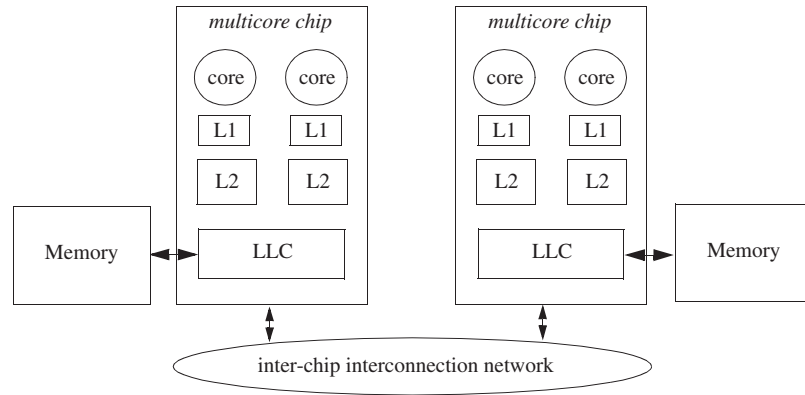 multicore chip
core core
L1 L1
L2 L2
LLC
Memory
multicore chip
core core
L1 L1
L2 L2
LLC
Memory
inter-chip interconnection network